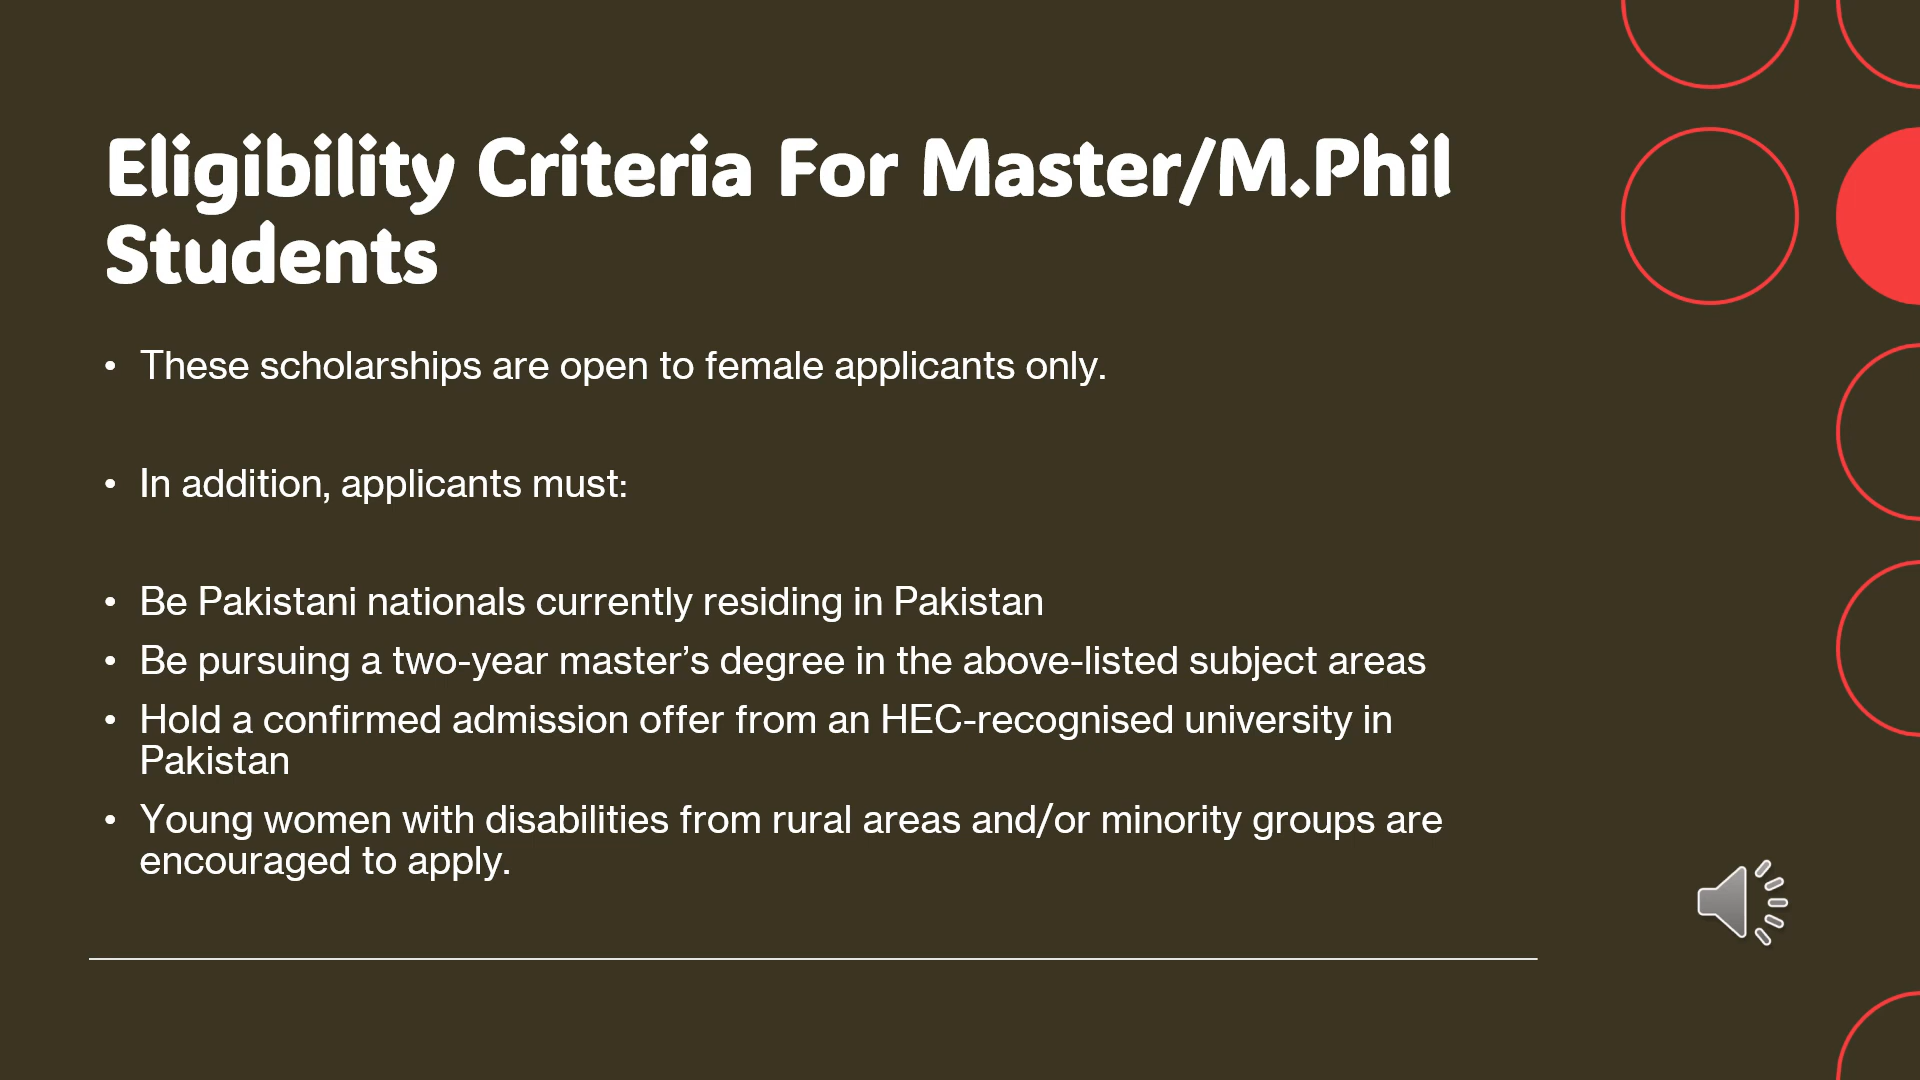 Eligibility Criteria For Master/M.Phil
Students
• These scholarships are open to female applicants only.
• In addition, applicants must:
• Be Pakistani nationals currently residing in Pakistan
• Be pursuing a two-year master’s degree in the above-listed subject areas
• Hold a confirmed admission offer from an HEC-recognised university in
Pakistan
• Young women with disabilities from rural areas and/or minority groups are
encouraged to apply.